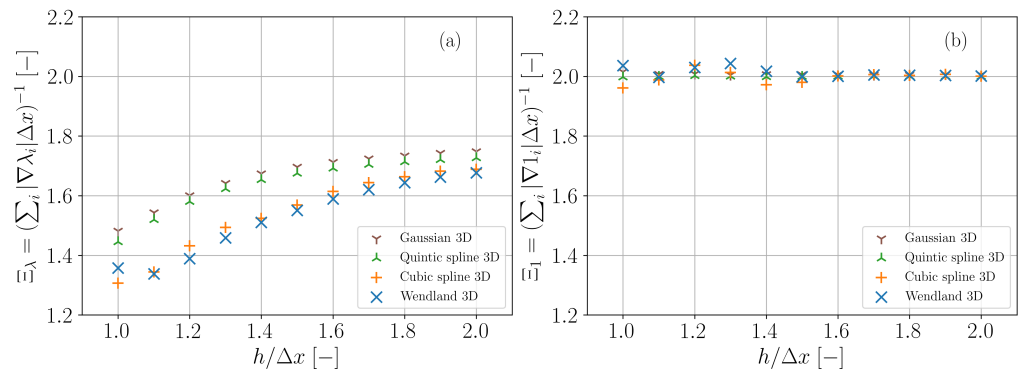 (a)
Ξ_λ = (∑_i |∇λ_i|Δx)^{-1} [−]
2.2
2.0
1.8
1.6
1.4
1.2
Gaussian 3D
Quintic spline 3D
Cubic spline 3D
Wendland 3D
1.0 1.2 1.4 1.6 1.8 2.0
h/Δx [−]
(b)
Ξ_1 = (∑_i |∇1_i|Δx)^{-1} [−]
2.2
2.0
1.8
1.6
1.4
1.2
Gaussian 3D
Quintic spline 3D
Cubic spline 3D
Wendland 3D
1.0 1.2 1.4 1.6 1.8 2.0
h/Δx [−]